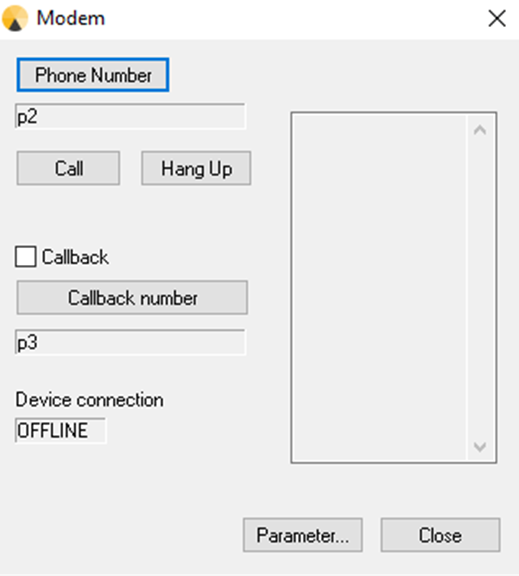 Modem
Phone Number
p2
Call
Hang Up
Callback
Callback number
p3
Device connection
OFFLINE
Parameter...
Close